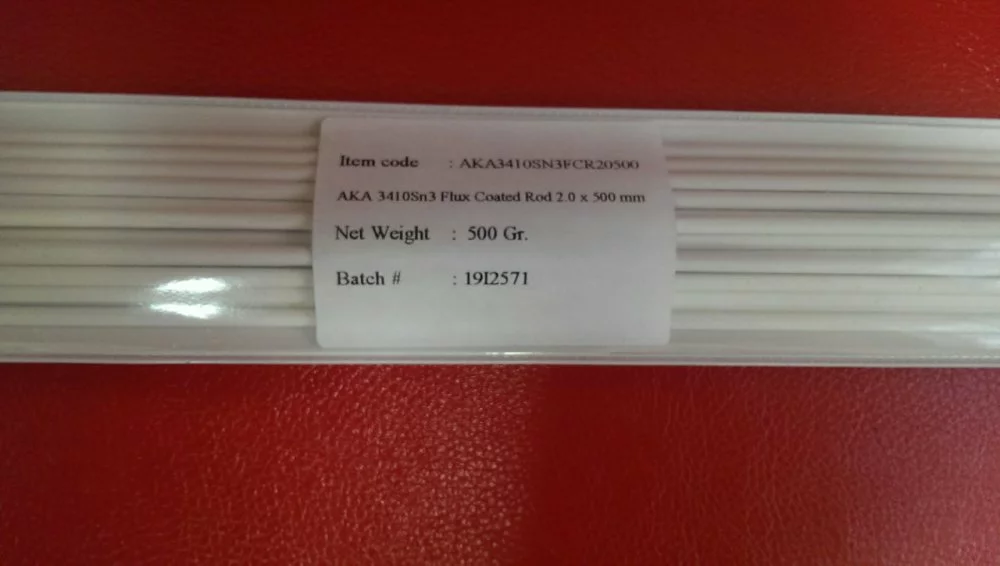 Item code : AKA3410SN3FCR20500
AKA 3410Sn3 Flux Coated Rod 2.0 x 500 mm
Net Weight : 500 Gr.
Batch # : 19I2571